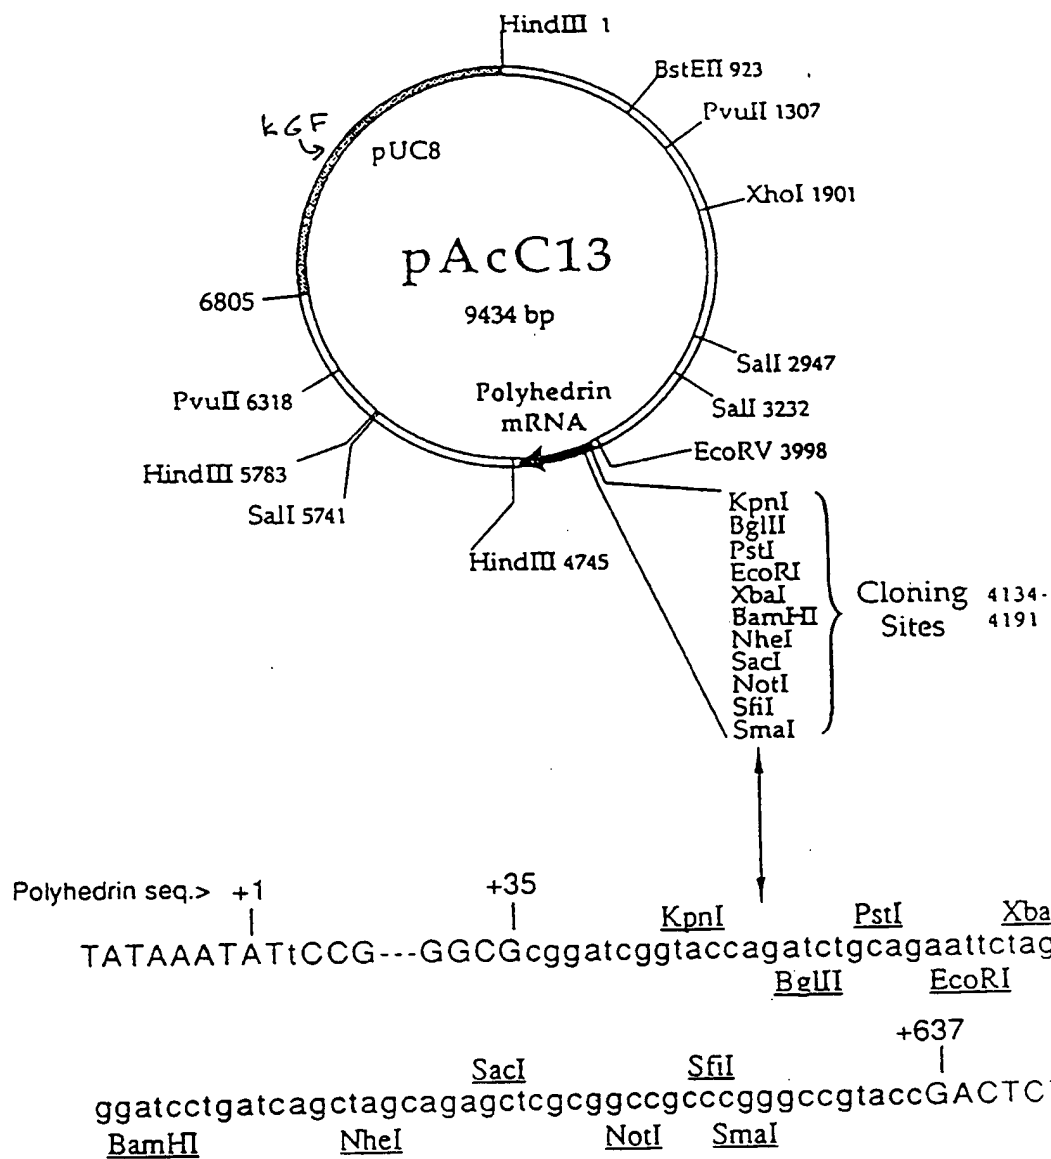 HindIII 1
BstEII 923
PvuII 1307
kGF
pUC8
XhoI 1901
pAcC13
9434 bp
6805
SalI 2947
PvuII 6318
Polyhedrin
mRNA
SalI 3232
EcoRV 3998
HindIII 5783
SalI 5741
HindIII 4745
KpnI
BglII
PstI
EcoRI
XbaI
BamHI
NheI
SacI
NotI
SfiI
SmaI
Cloning
Sites
4134-
4191
Polyhedrin seq.> +1
+35
KpnI PstI Xba
TATAAATATtCCG---GGCGcggatcggtaccagatctgcagaattctag
BglII EcoRI
+637
SacI SfiI
ggatcctgatcagctagcagagctcgcggccgcccgggccgtaccGACTC
BamHI NheI NotI SmaI